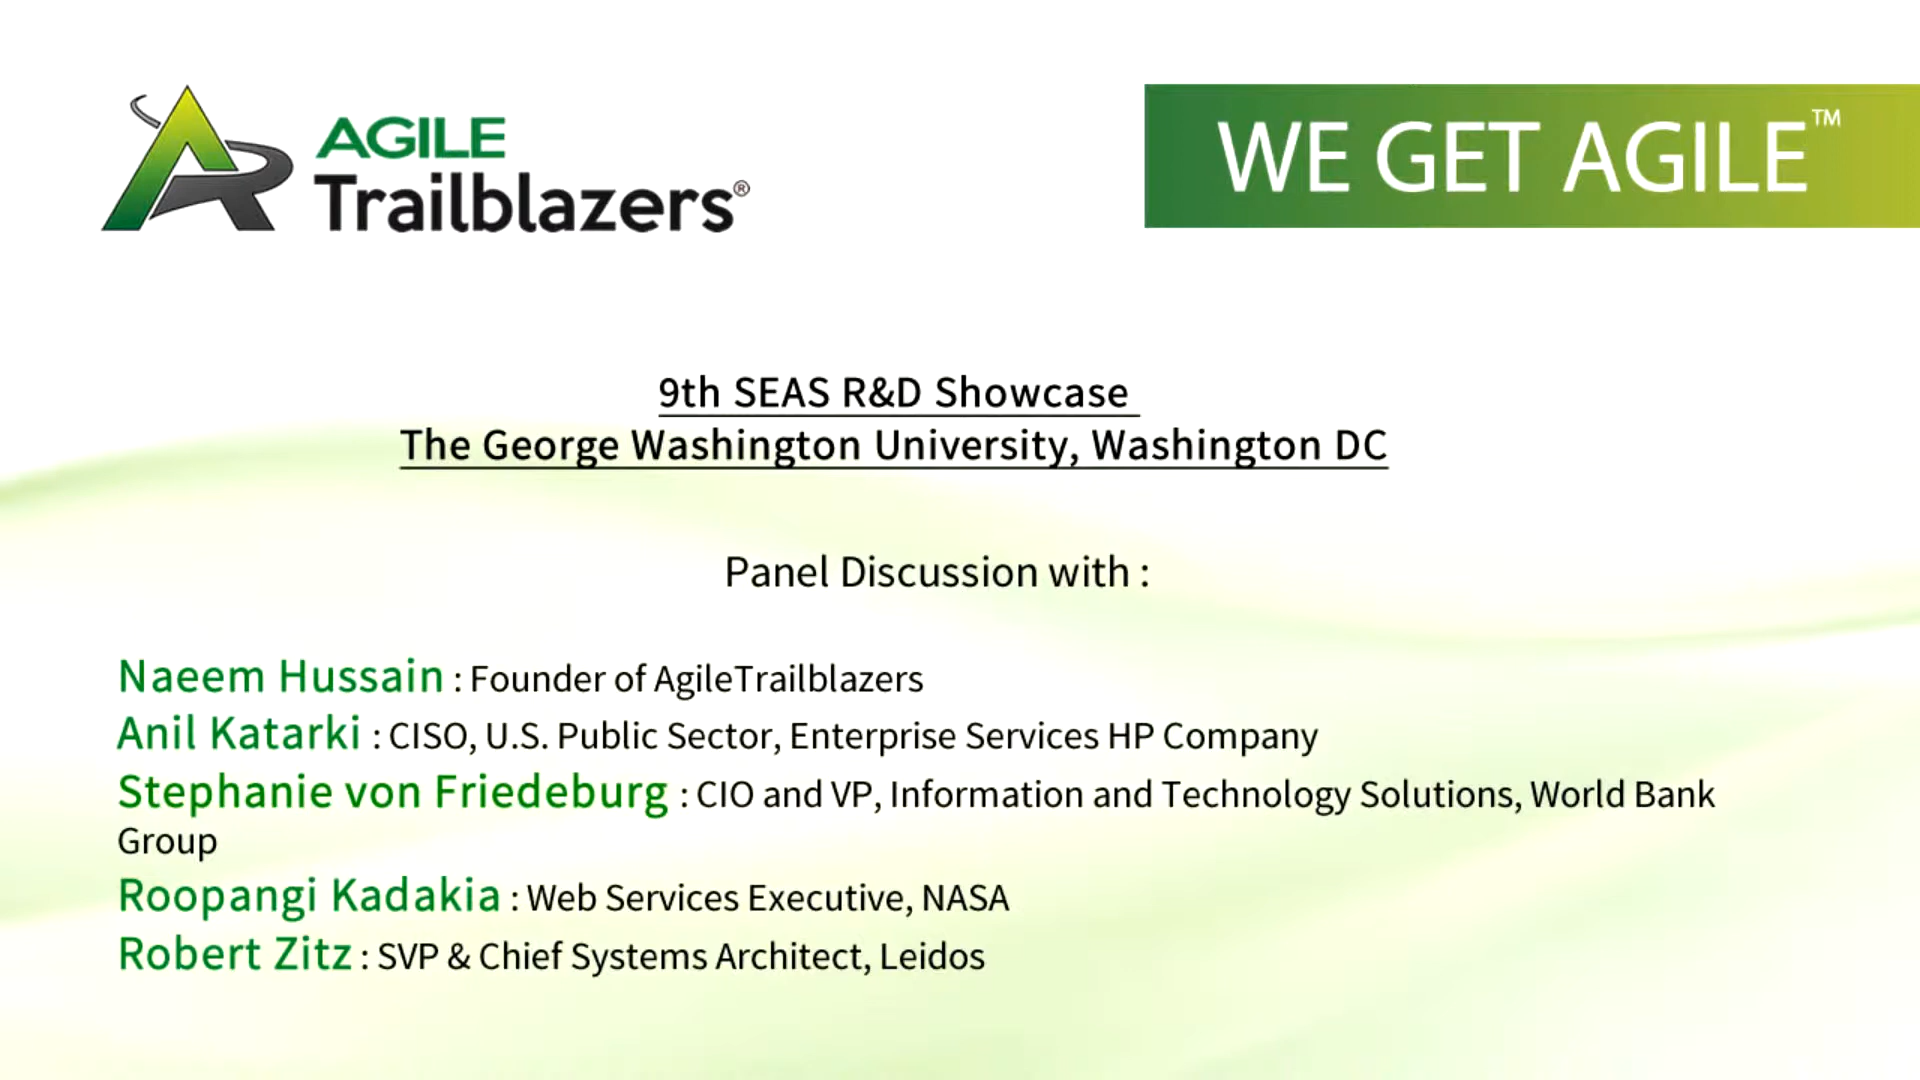 AGILE
Trailblazers®
WE GET AGILE™
9th SEAS R&D Showcase
The George Washington University, Washington DC
Panel Discussion with :
Naeem Hussain : Founder of AgileTrailblazers
Anil Katarki : CISO, U.S. Public Sector, Enterprise Services HP Company
Stephanie von Friedeburg : CIO and VP, Information and Technology Solutions, World Bank
Group
Roopangi Kadakia : Web Services Executive, NASA
Robert Zitz : SVP & Chief Systems Architect, Leidos